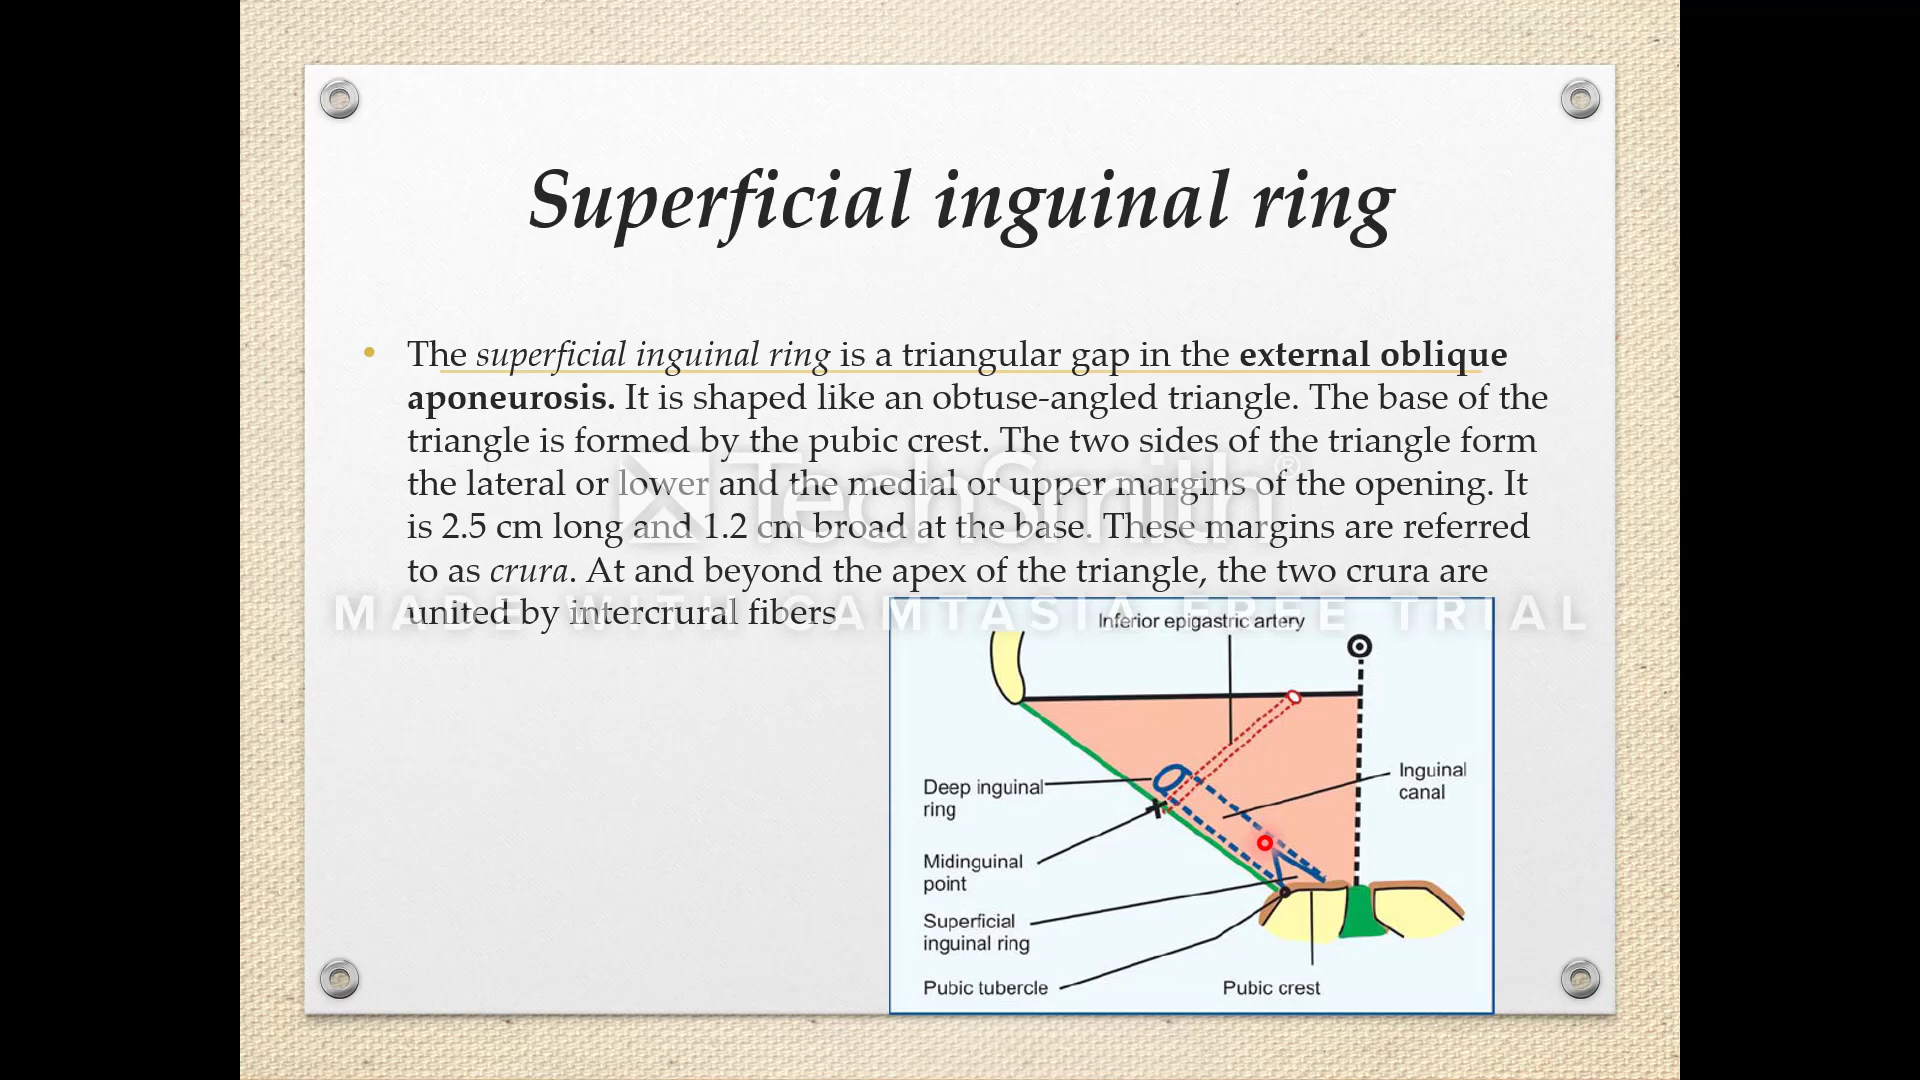 Superficial inguinal ring
• The superficial inguinal ring is a triangular gap in the external oblique
aponeurosis. It is shaped like an obtuse-angled triangle. The base of the
triangle is formed by the pubic crest. The two sides of the triangle form
the lateral or lower and the medial or upper margins of the opening. It
is 2.5 cm long and 1.2 cm broad at the base. These margins are referred
to as crura. At and beyond the apex of the triangle, the two crura are
united by intercrural fibers
TechSmith®
MADE WITH CAMTASIA FREE TRIAL
Inferior epigastric artery
Inguinal
canal
Deep inguinal
ring
Midinguinal
point
Superficial
inguinal ring
Pubic tubercle
Pubic crest